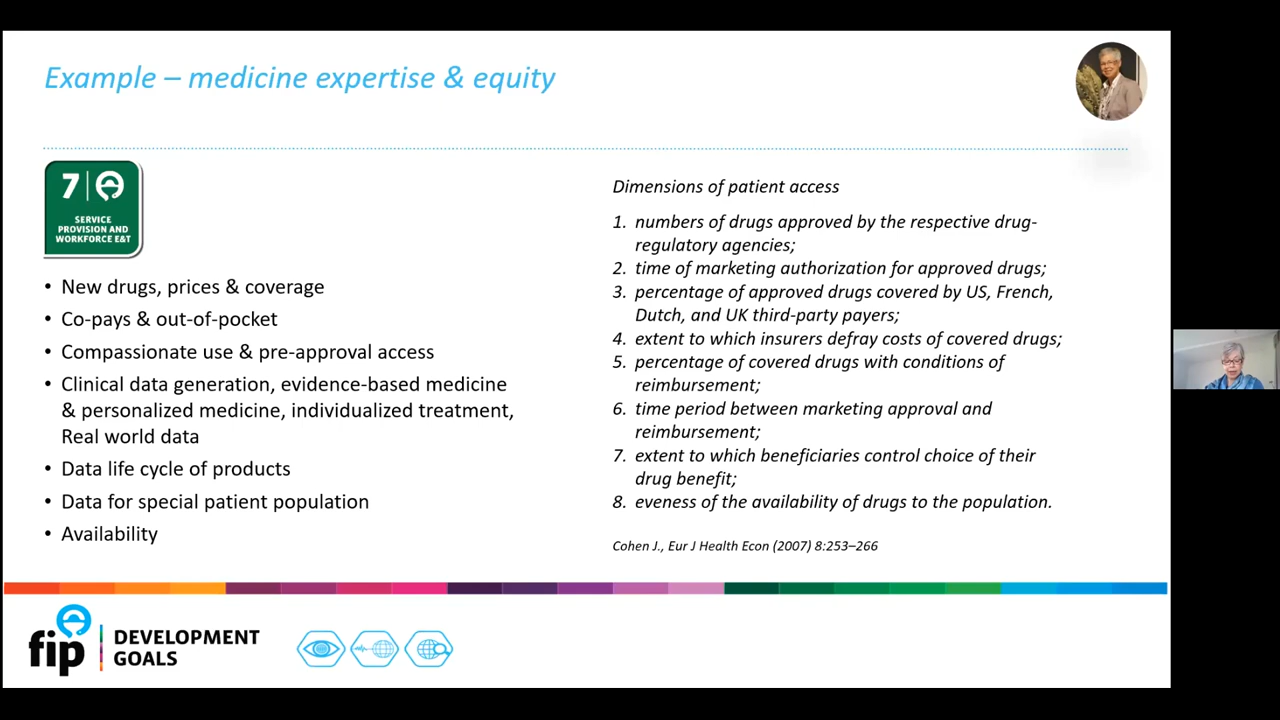 Example – medicine expertise & equity
7
SERVICE
PROVISION AND
WORKFORCE E&T
• New drugs, prices & coverage
• Co-pays & out-of-pocket
• Compassionate use & pre-approval access
• Clinical data generation, evidence-based medicine
& personalized medicine, individualized treatment,
Real world data
• Data life cycle of products
• Data for special patient population
• Availability
Dimensions of patient access
1. numbers of drugs approved by the respective drug-
regulatory agencies;
2. time of marketing authorization for approved drugs;
3. percentage of approved drugs covered by US, French,
Dutch, and UK third-party payers;
4. extent to which insurers defray costs of covered drugs;
5. percentage of covered drugs with conditions of
reimbursement;
6. time period between marketing approval and
reimbursement;
7. extent to which beneficiaries control choice of their
drug benefit;
8. eveness of the availability of drugs to the population.
Cohen J., Eur J Health Econ (2007) 8:253–266
fip
DEVELOPMENT
GOALS